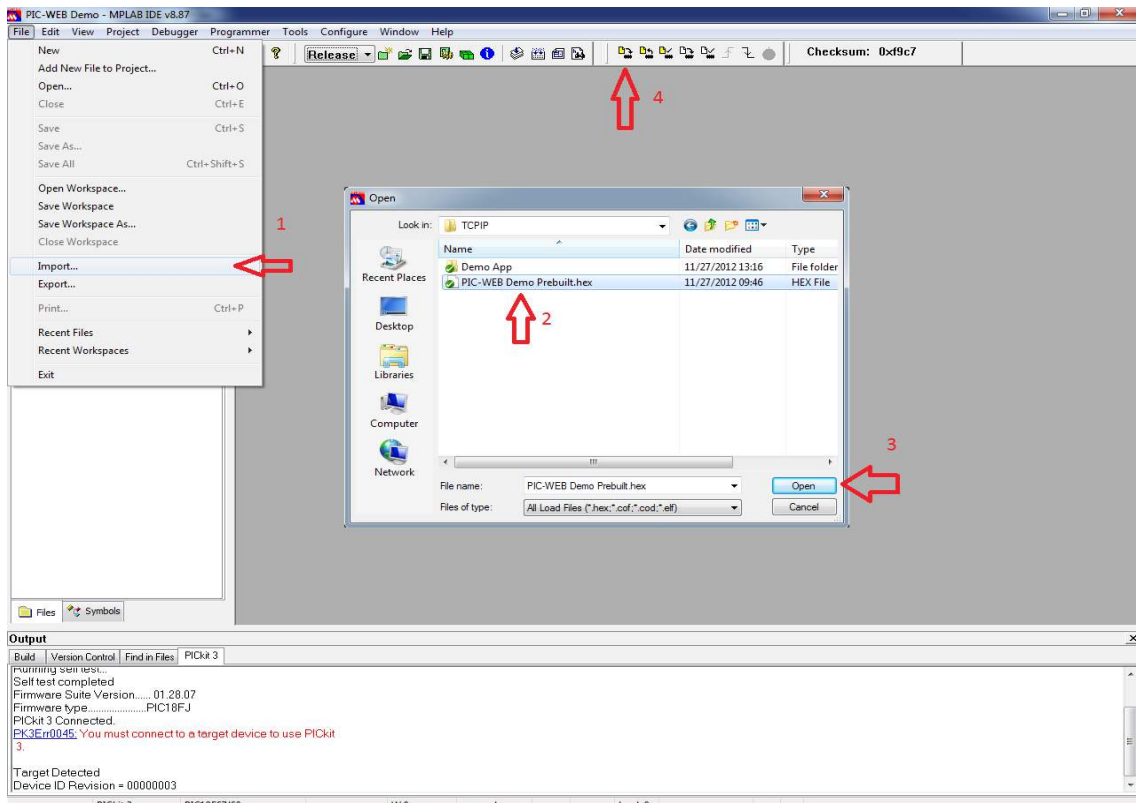 PIC-WEB Demo - MPLAB IDE v8.87
File Edit View Project Debugger Programmer Tools Configure Window Help
Release
Checksum: 0xf9c7
New Ctrl+N
Add New File to Project...
Open... Ctrl+O
Close Ctrl+E
Save Ctrl+S
Save As...
Save All Ctrl+Shift+S
Open Workspace...
Save Workspace
Save Workspace As...
Close Workspace
Import...
Export...
Print... Ctrl+P
Recent Files
Recent Workspaces
Exit
1
4
Open
Look in: TCPIP
Name Date modified Type
Demo App 11/27/2012 13:16 File folder
PIC-WEB Demo Prebuilt.hex 11/27/2012 09:46 HEX File
2
Recent Places
Desktop
Libraries
Computer
Network
3
File name: PIC-WEB Demo Prebuilt.hex Open
Files of type: All Load Files (*.hex;*.cof;*.cod;*.elf) Cancel
Files Symbols
Output
Build Version Control Find in Files PICkit 3
Running self test...
Self test completed
Firmware Suite Version...... 01.28.07
Firmware type......................PIC18FJ
PICkit 3 Connected.
PK3Err0045: You must connect to a target device to use PICkit
3.
Target Detected
Device ID Revision = 00000003